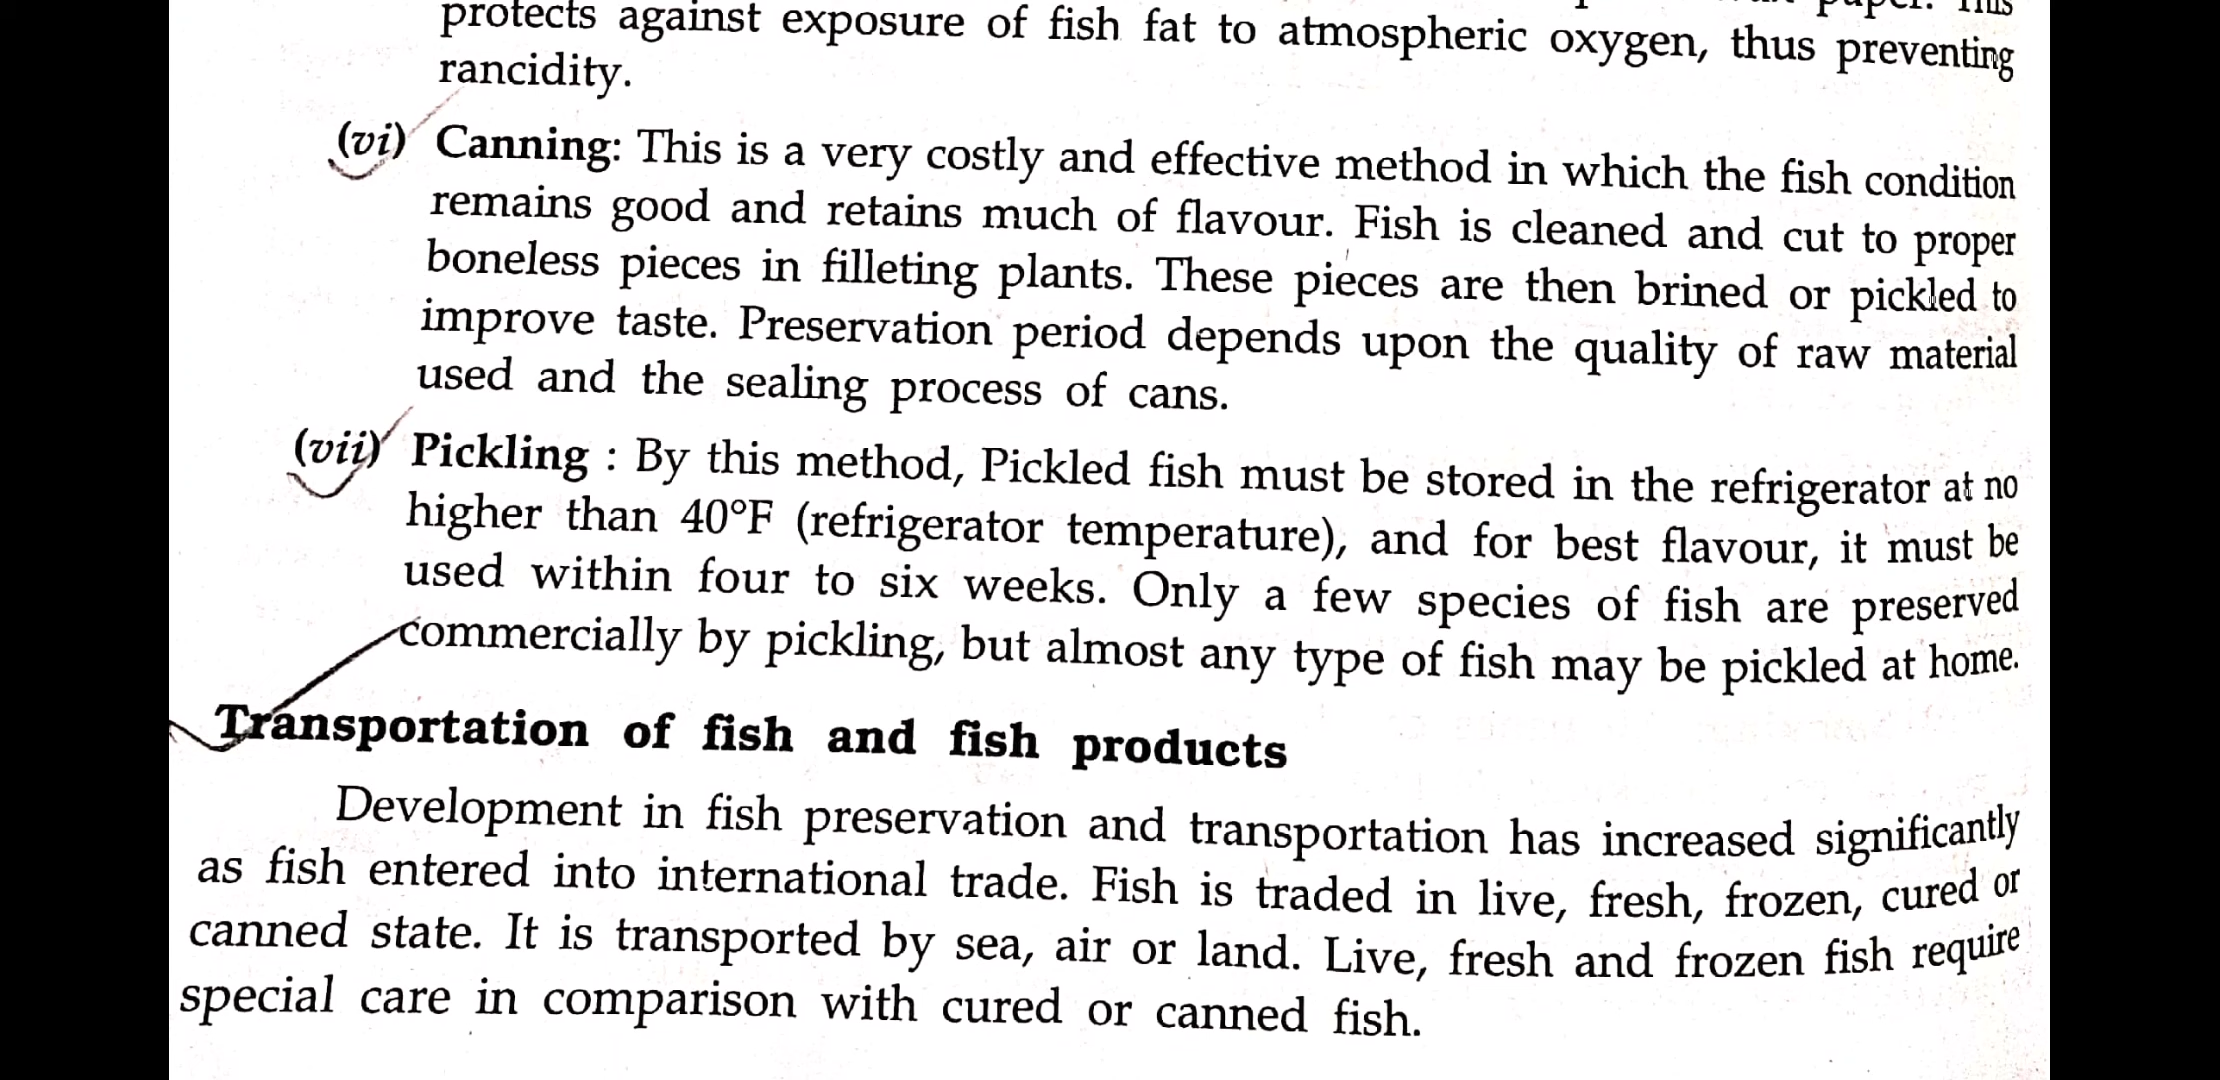 paper. This
protects against exposure of fish fat to atmospheric oxygen, thus preventing
rancidity.
(vi) Canning: This is a very costly and effective method in which the fish condition
remains good and retains much of flavour. Fish is cleaned and cut to proper
boneless pieces in filleting plants. These pieces are then brined or pickled to
improve taste. Preservation period depends upon the quality of raw material
used and the sealing process of cans.
(vii) Pickling : By this method, Pickled fish must be stored in the refrigerator at no
higher than 40°F (refrigerator temperature), and for best flavour, it must be
used within four to six weeks. Only a few species of fish are preserved
commercially by pickling, but almost any type of fish may be pickled at home.
Transportation of fish and fish products
Development in fish preservation and transportation has increased significantly
as fish entered into international trade. Fish is traded in live, fresh, frozen, cured or
canned state. It is transported by sea, air or land. Live, fresh and frozen fish require
special care in comparison with cured or canned fish.